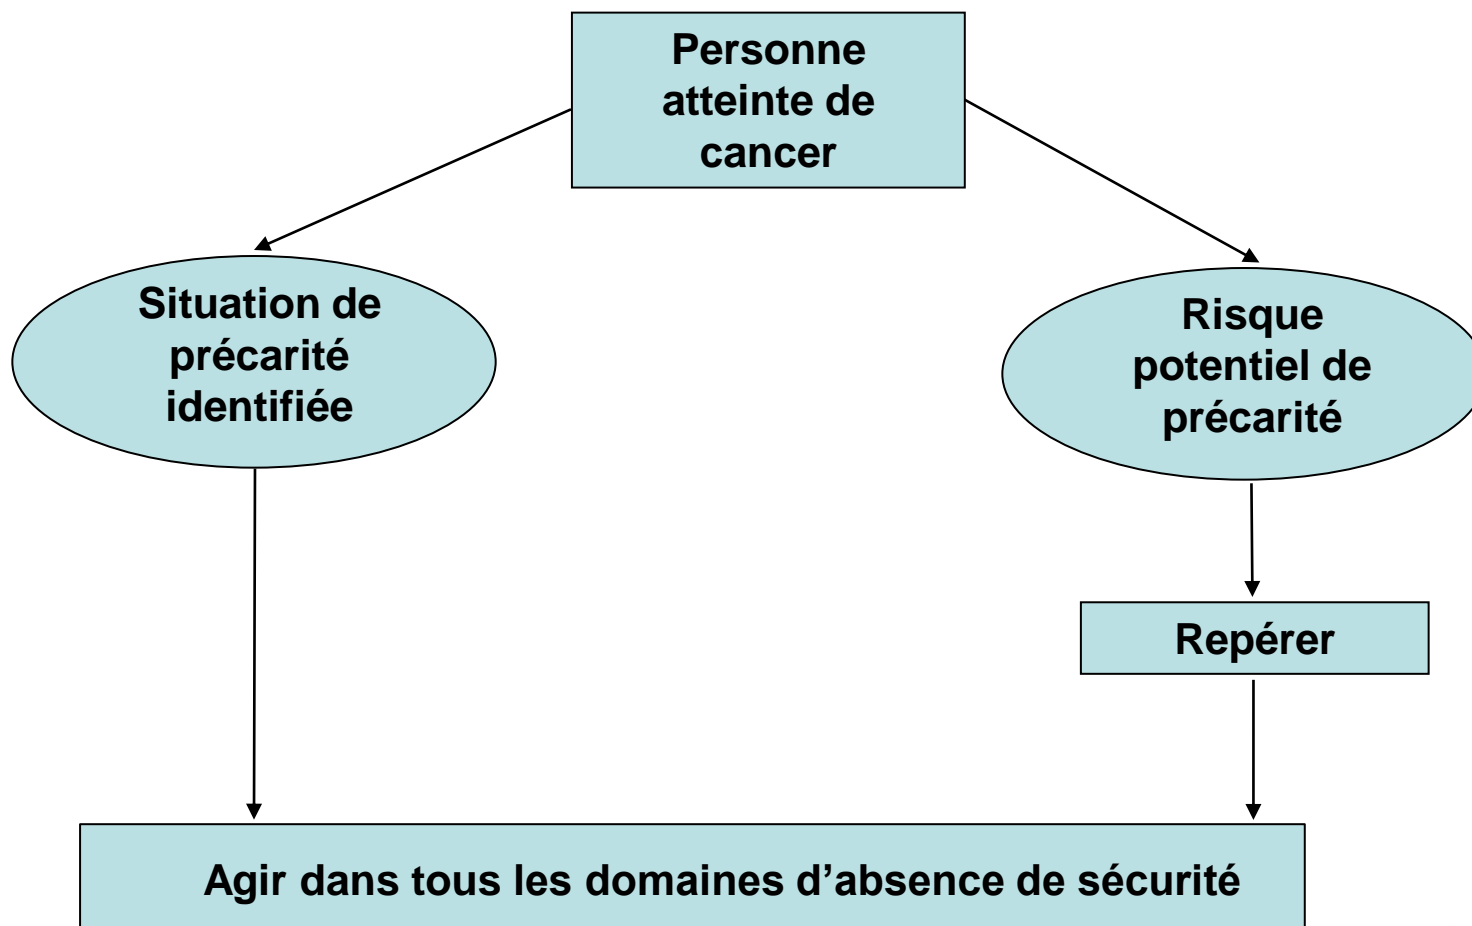 Personne
atteinte de
cancer
Situation de
précarité
identifiée
Risque
potentiel de
précarité
Repérer
Agir dans tous les domaines d’absence de sécurité